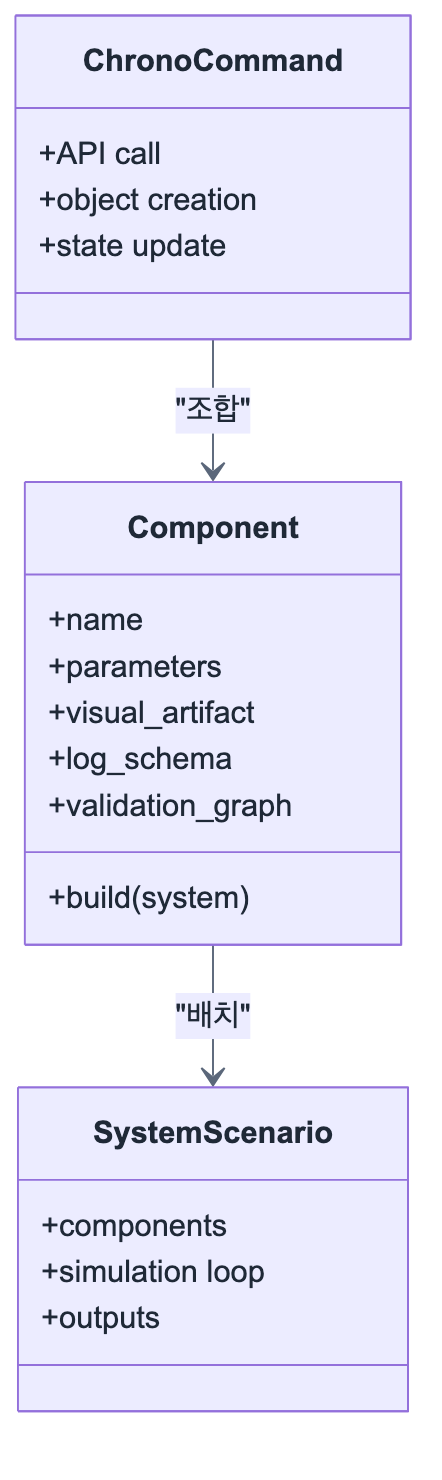 ChronoCommand
+API call
+object creation
+state update
"조합"
Component
+name
+parameters
+visual_artifact
+log_schema
+validation_graph
+build(system)
"배치"
SystemScenario
+components
+simulation loop
+outputs